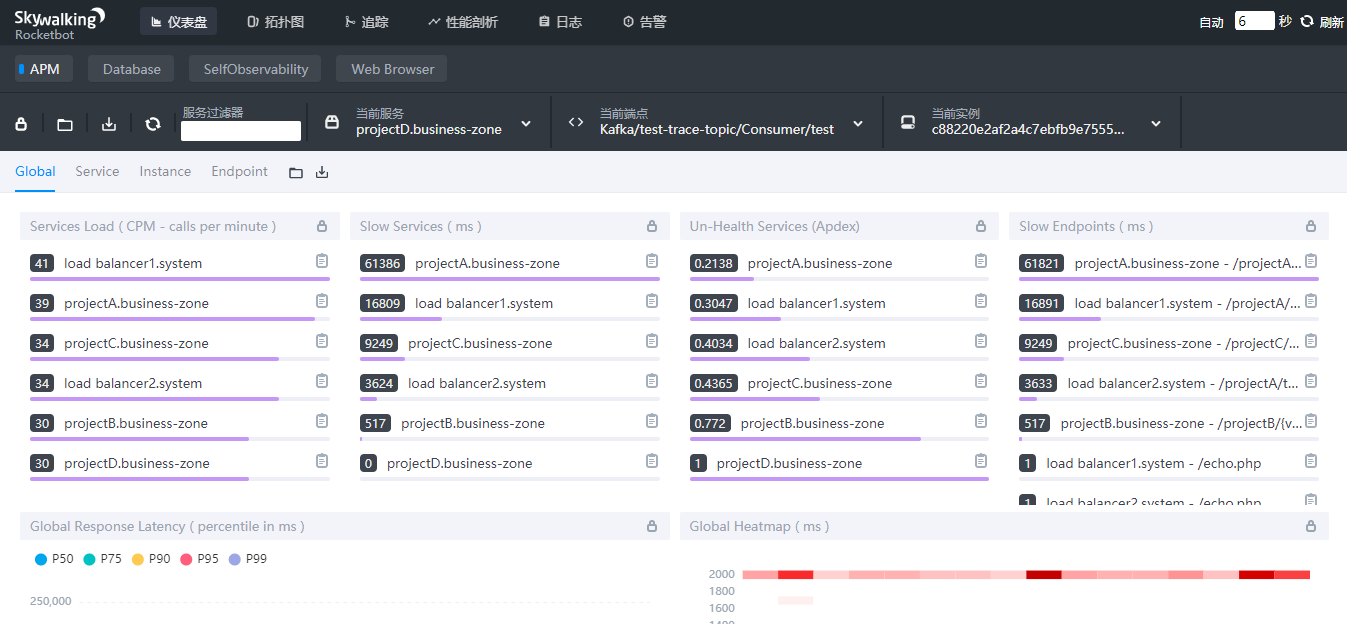 Skywalking
Rocketbot
仪表盘 拓扑图 追踪 性能剖析 日志 告警
自动 6 秒 刷新
APM Database SelfObservability Web Browser
服务过滤器
当前服务
projectD.business-zone
当前端点
Kafka/test-trace-topic/Consumer/test
当前实例
c88220e2af2a4c7ebfb9e7555...
Global Service Instance Endpoint
Services Load ( CPM - calls per minute )
41 load balancer1.system
39 projectA.business-zone
34 projectC.business-zone
34 load balancer2.system
30 projectB.business-zone
30 projectD.business-zone
Slow Services ( ms )
61386 projectA.business-zone
16809 load balancer1.system
9249 projectC.business-zone
3624 load balancer2.system
517 projectB.business-zone
0 projectD.business-zone
Un-Health Services (Apdex)
0.2138 projectA.business-zone
0.3047 load balancer1.system
0.4034 load balancer2.system
0.4365 projectC.business-zone
0.772 projectB.business-zone
1 projectD.business-zone
Slow Endpoints ( ms )
61821 projectA.business-zone - /projectA...
16891 load balancer1.system - /projectA/...
9249 projectC.business-zone - /projectC/...
3633 load balancer2.system - /projectA/t...
517 projectB.business-zone - /projectB/{v...
1 load balancer1.system - /echo.php
1 load balancer2.system - /echo.php
Global Response Latency ( percentile in ms )
P50 P75 P90 P95 P99
250,000
Global Heatmap ( ms )
2000
1800
1600
1400